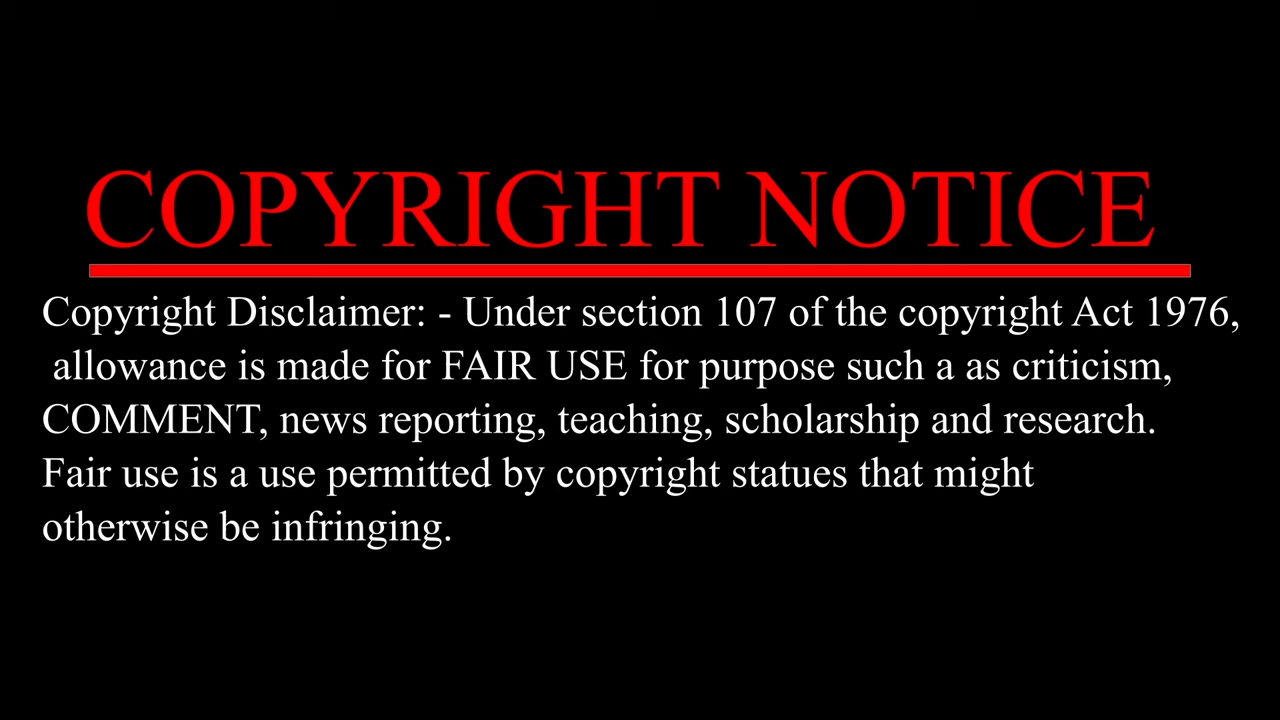 COPYRIGHT NOTICE
Copyright Disclaimer: - Under section 107 of the copyright Act 1976,
allowance is made for FAIR USE for purpose such a as criticism,
COMMENT, news reporting, teaching, scholarship and research.
Fair use is a use permitted by copyright statues that might
otherwise be infringing.